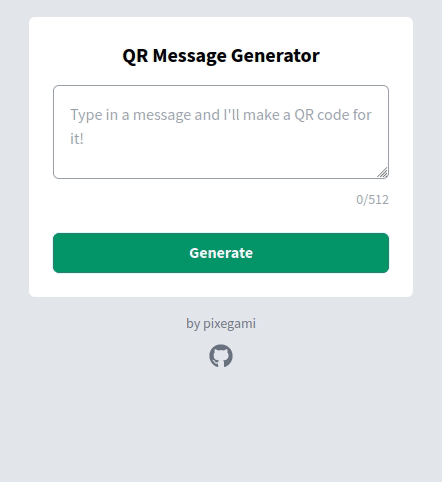 QR Message Generator
Type in a message and I'll make a QR code for
it!
0/512
Generate
by pixegami